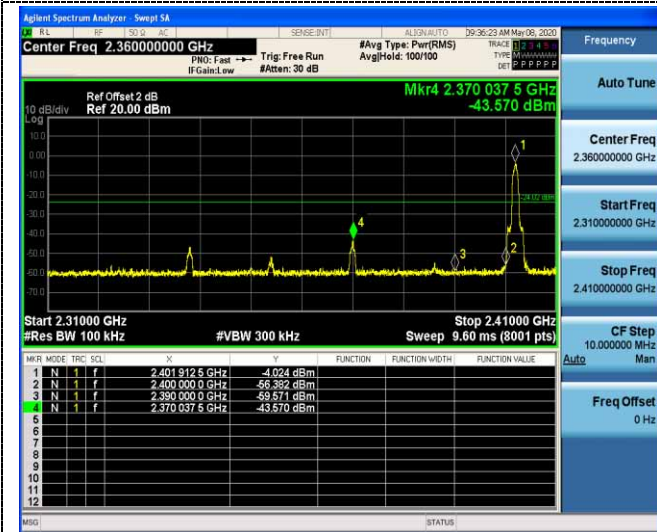 Agilent Spectrum Analyzer - Swept SA
RL RF 50 Ω AC SENSE:INT ALIGNAUTO 09:36:23 AM May 08, 2020
Center Freq 2.360000000 GHz
PNO: Fast
IFGain:Low
Trig: Free Run
#Atten: 30 dB
#Avg Type: Pwr(RMS)
Avg|Hold: 100/100
TRACE 1 2 3 4 5 6
TYPE
DET P P P P P P
Frequency
Mkr4 2.370 037 5 GHz
-43.570 dBm
Ref Offset 2 dB
10 dB/div Ref 20.00 dBm
Log
10.0
0.00
-10.0
-20.0
-30.0
-40.0
-50.0
-60.0
-70.0
1
2
3
4
-24.02 dBm
Start 2.31000 GHz
Stop 2.41000 GHz
#Res BW 100 kHz #VBW 300 kHz Sweep 9.60 ms (8001 pts)
MKR MODE TRC SCL X Y FUNCTION FUNCTION WIDTH FUNCTION VALUE
1 N 1 f 2.401 912 5 GHz -4.024 dBm
2 N 1 f 2.400 000 0 GHz -56.382 dBm
3 N 1 f 2.390 000 0 GHz -59.571 dBm
4 N 1 f 2.370 037 5 GHz -43.570 dBm
5
6
7
8
9
10
11
12
MSG STATUS
Auto Tune
Center Freq
2.360000000 GHz
Start Freq
2.310000000 GHz
Stop Freq
2.410000000 GHz
CF Step
10.000000 MHz
Auto Man
Freq Offset
0 Hz